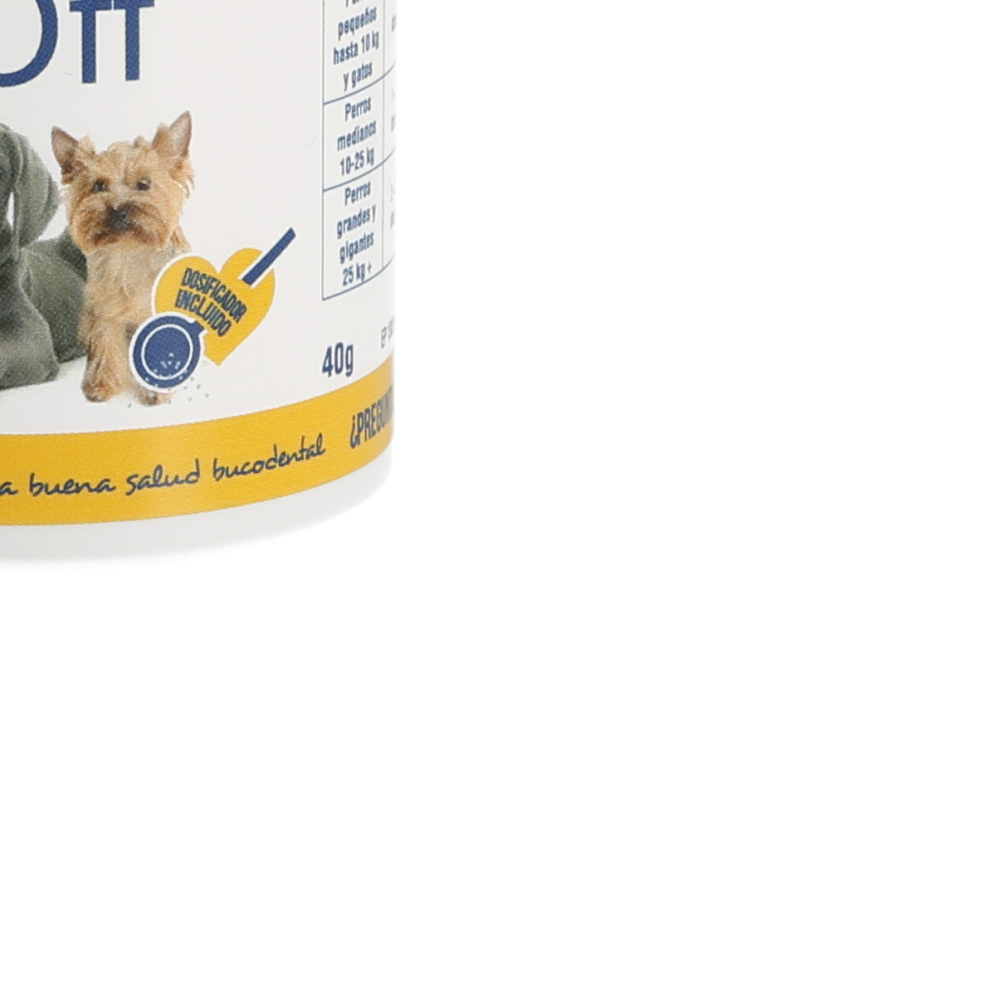 Off
pequeños
hasta 10 kg
y gatos
Perros
medianos
10-25 kg
Perros
grandes y
gigantes
25 kg +
DOSIFICADOR
INCLUIDO
40g
a buena salud bucodental